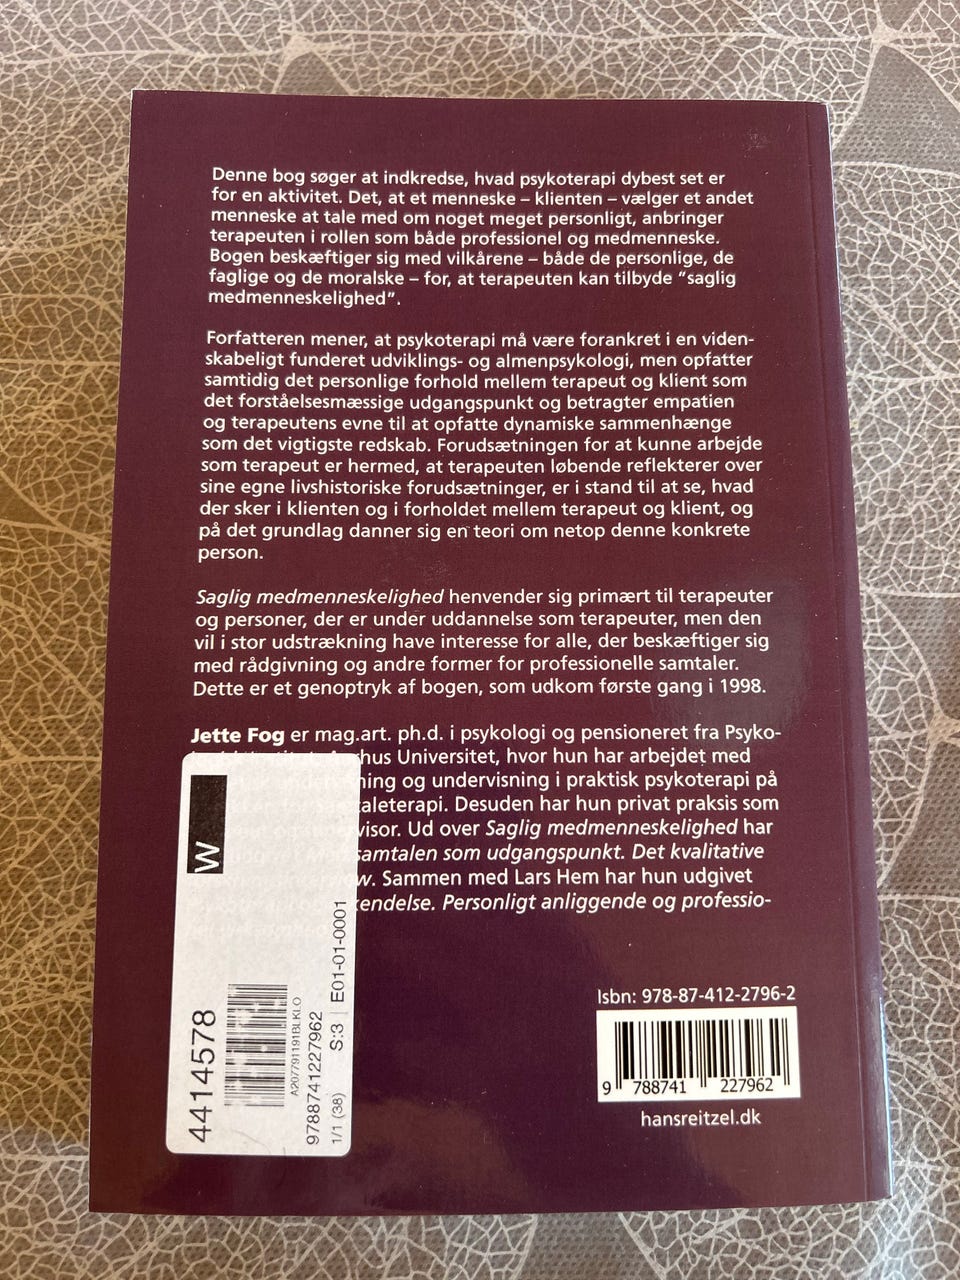 Denne bog søger at indkredse, hvad psykoterapi dybest set er
for en aktivitet. Det, at et menneske – klienten – vælger et andet
menneske at tale med om noget meget personligt, anbringer
terapeuten i rollen som både professionel og medmenneske.
Bogen beskæftiger sig med vilkårene – både de personlige, de
faglige og de moralske – for, at terapeuten kan tilbyde ”saglig
medmenneskelighed”.
Forfatteren mener, at psykoterapi må være forankret i en viden-
skabeligt funderet udviklings- og almenpsykologi, men opfatter
samtidig det personlige forhold mellem terapeut og klient som
det forståelsesmæssige udgangspunkt og betragter empatien
og terapeutens evne til at opfatte dynamiske sammenhænge
som det vigtigste redskab. Forudsætningen for at kunne arbejde
som terapeut er hermed, at terapeuten løbende reflekterer over
sine egne livshistoriske forudsætninger, er i stand til at se, hvad
der sker i klienten og i forholdet mellem terapeut og klient, og
på det grundlag danner sig en teori om netop denne konkrete
person.
Saglig medmenneskelighed henvender sig primært til terapeuter
og personer, der er under uddannelse som terapeuter, men den
vil i stor udstrækning have interesse for alle, der beskæftiger sig
med rådgivning og andre former for professionelle samtaler.
Dette er et genoptryk af bogen, som udkom første gang i 1998.
Jette Fog er mag.art. ph.d. i psykologi og pensioneret fra Psyko-
Universitet, hvor hun har arbejdet med
og undervisning i praktisk psykoterapi på
Desuden har hun privat praksis som
Ud over Saglig medmenneskelighed har
samtalen som udgangspunkt. Det kvalitative
Sammen med Lars Hem har hun udgivet
Personligt anliggende og professio-
W
4414578
A207791191BLKLO
9788741227962
1/1 (38) S:3 | E01-01-0001
Isbn: 978-87-412-2796-2
9 788741 227962
hansreitzel.dk